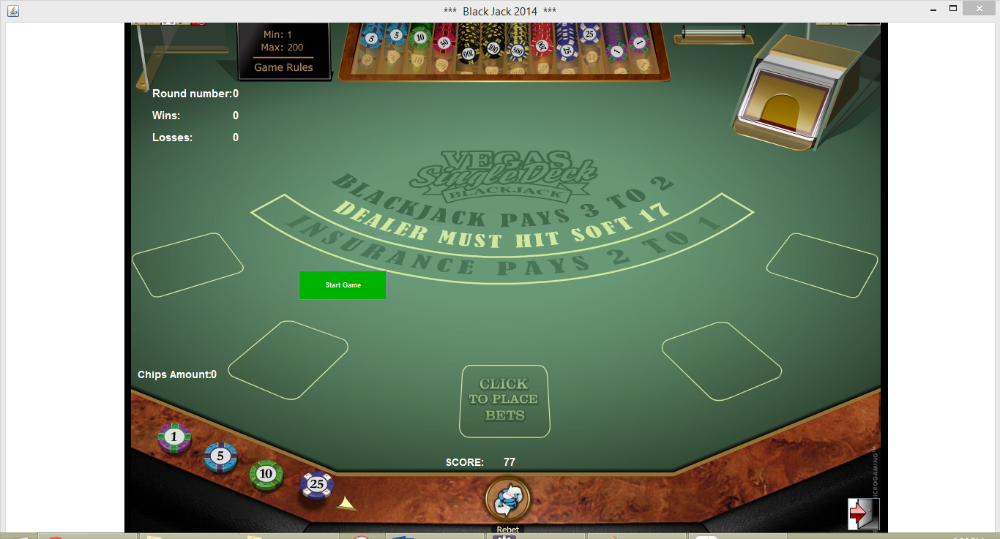 *** Black Jack 2014 ***
Min: 1
Max: 200
Game Rules
5
5
10
50
100
100
500
25
25
1
1
Round number:0
Wins: 0
Losses: 0
VEGAS
Single Deck
BLACKJACK
BLACKJACK PAYS 3 TO 2
DEALER MUST HIT SOFT 17
INSURANCE PAYS 2 TO 1
Start Game
Chips Amount:0
CLICK
TO PLACE
BETS
1
5
10
25
SCORE: 77
Rebet